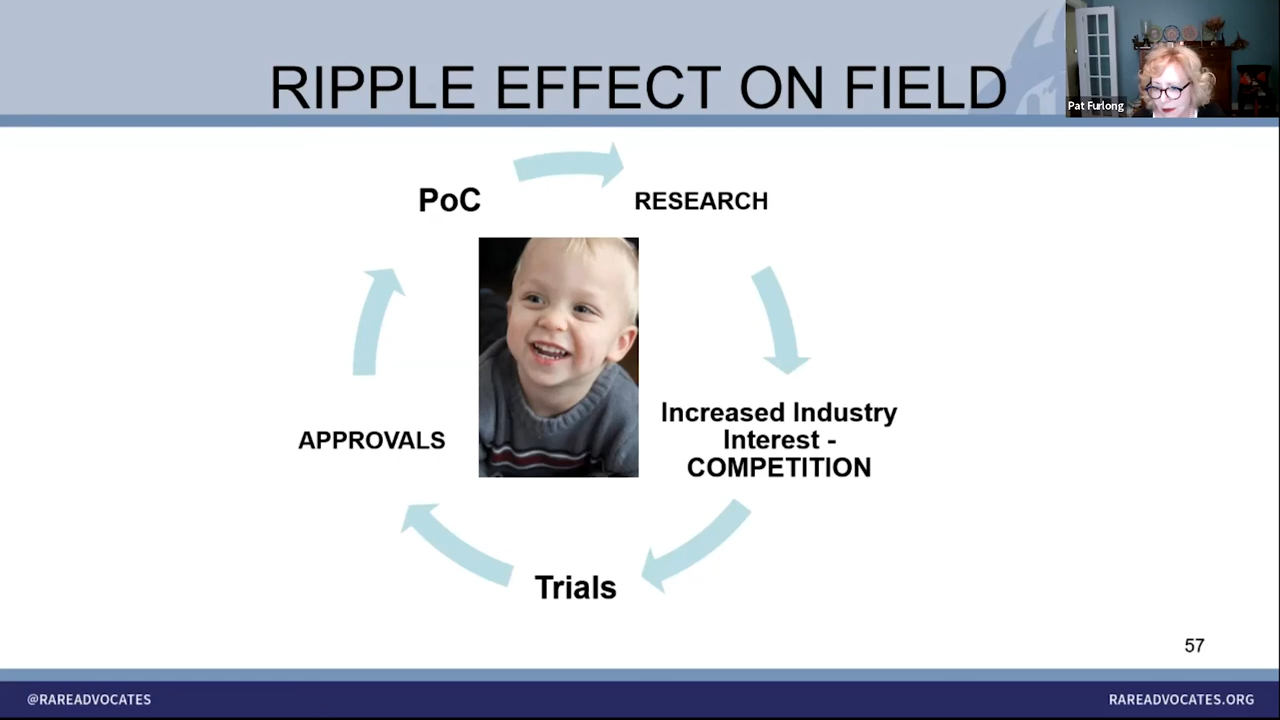 RIPPLE EFFECT ON FIELD
Pat Furlong
PoC
RESEARCH
Increased Industry
Interest -
COMPETITION
APPROVALS
Trials
57
@RAREADVOCATES
RAREADVOCATES.ORG